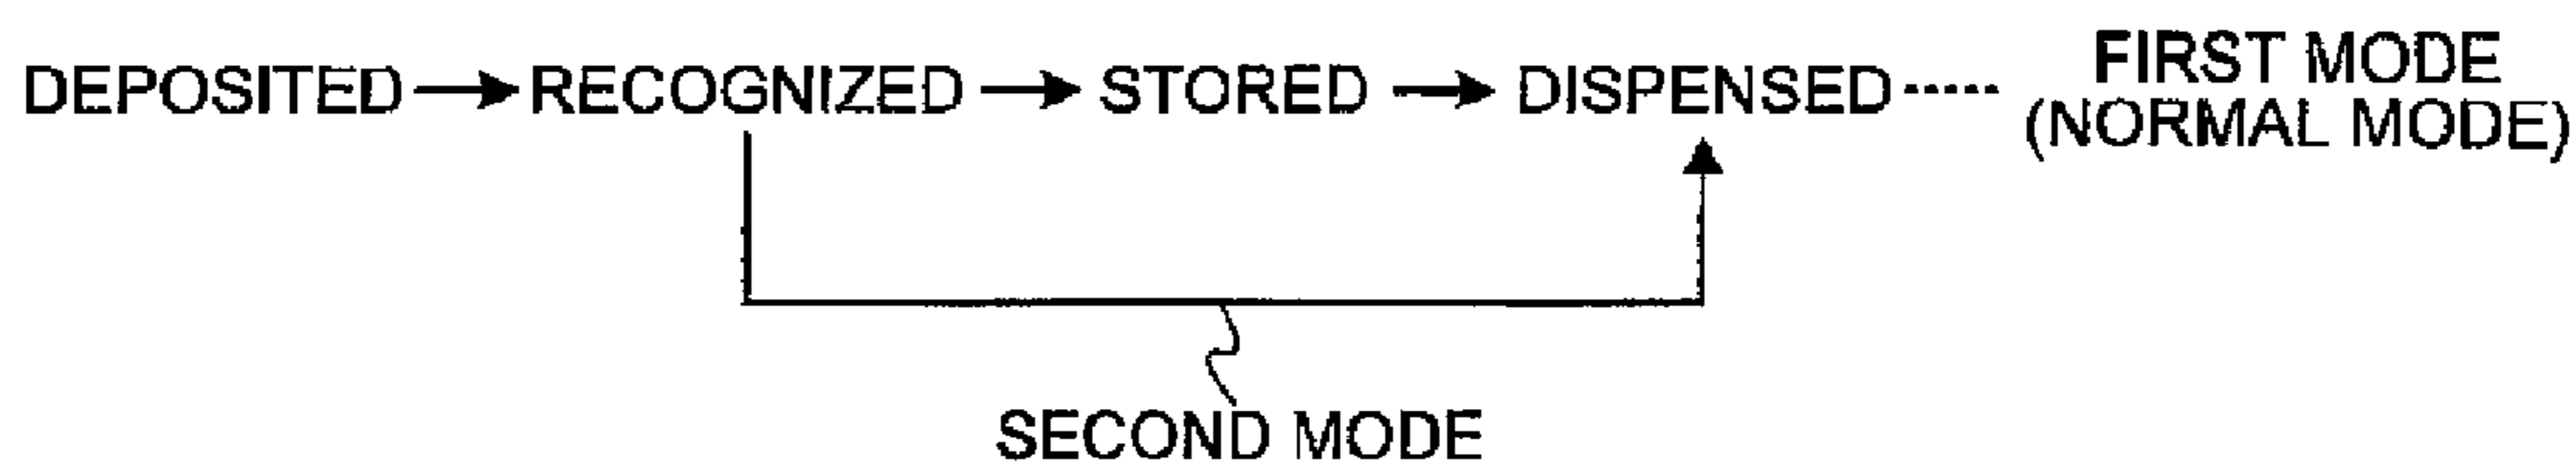 DEPOSITED → RECOGNIZED → STORED → DISPENSED ····· FIRST MODE
(NORMAL MODE)
SECOND MODE